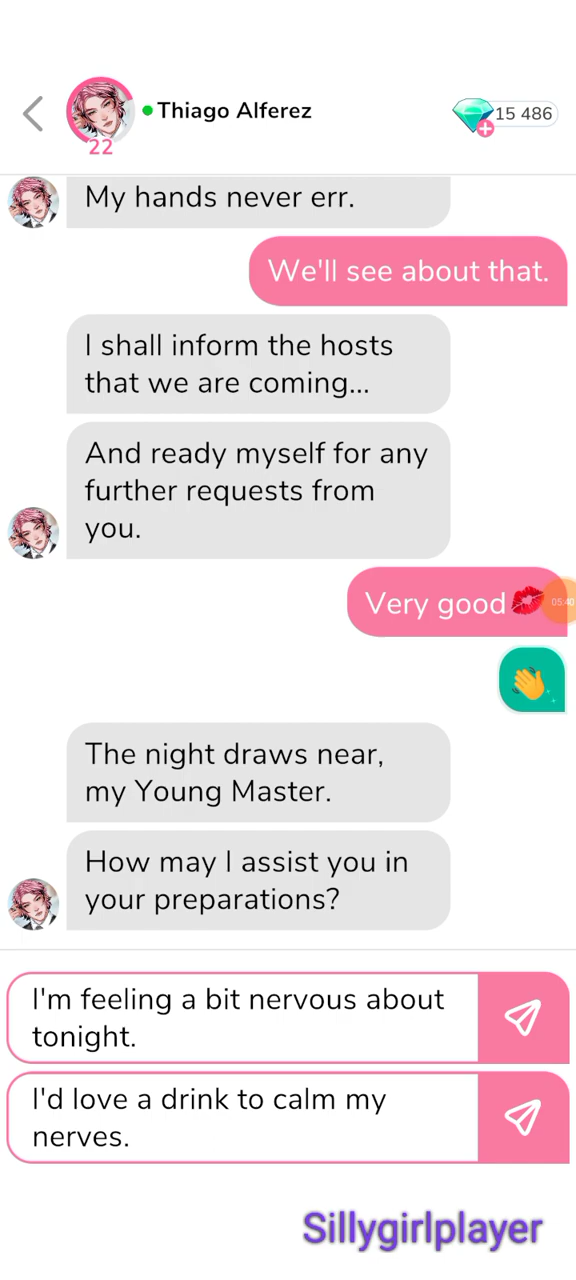 Thiago Alferez
15 486
22
My hands never err.
We'll see about that.
I shall inform the hosts
that we are coming...
And ready myself for any
further requests from
you.
Very good💋
05:40
👋
The night draws near,
my Young Master.
How may I assist you in
your preparations?
I'm feeling a bit nervous about
tonight.
I'd love a drink to calm my
nerves.
Sillygirlplayer